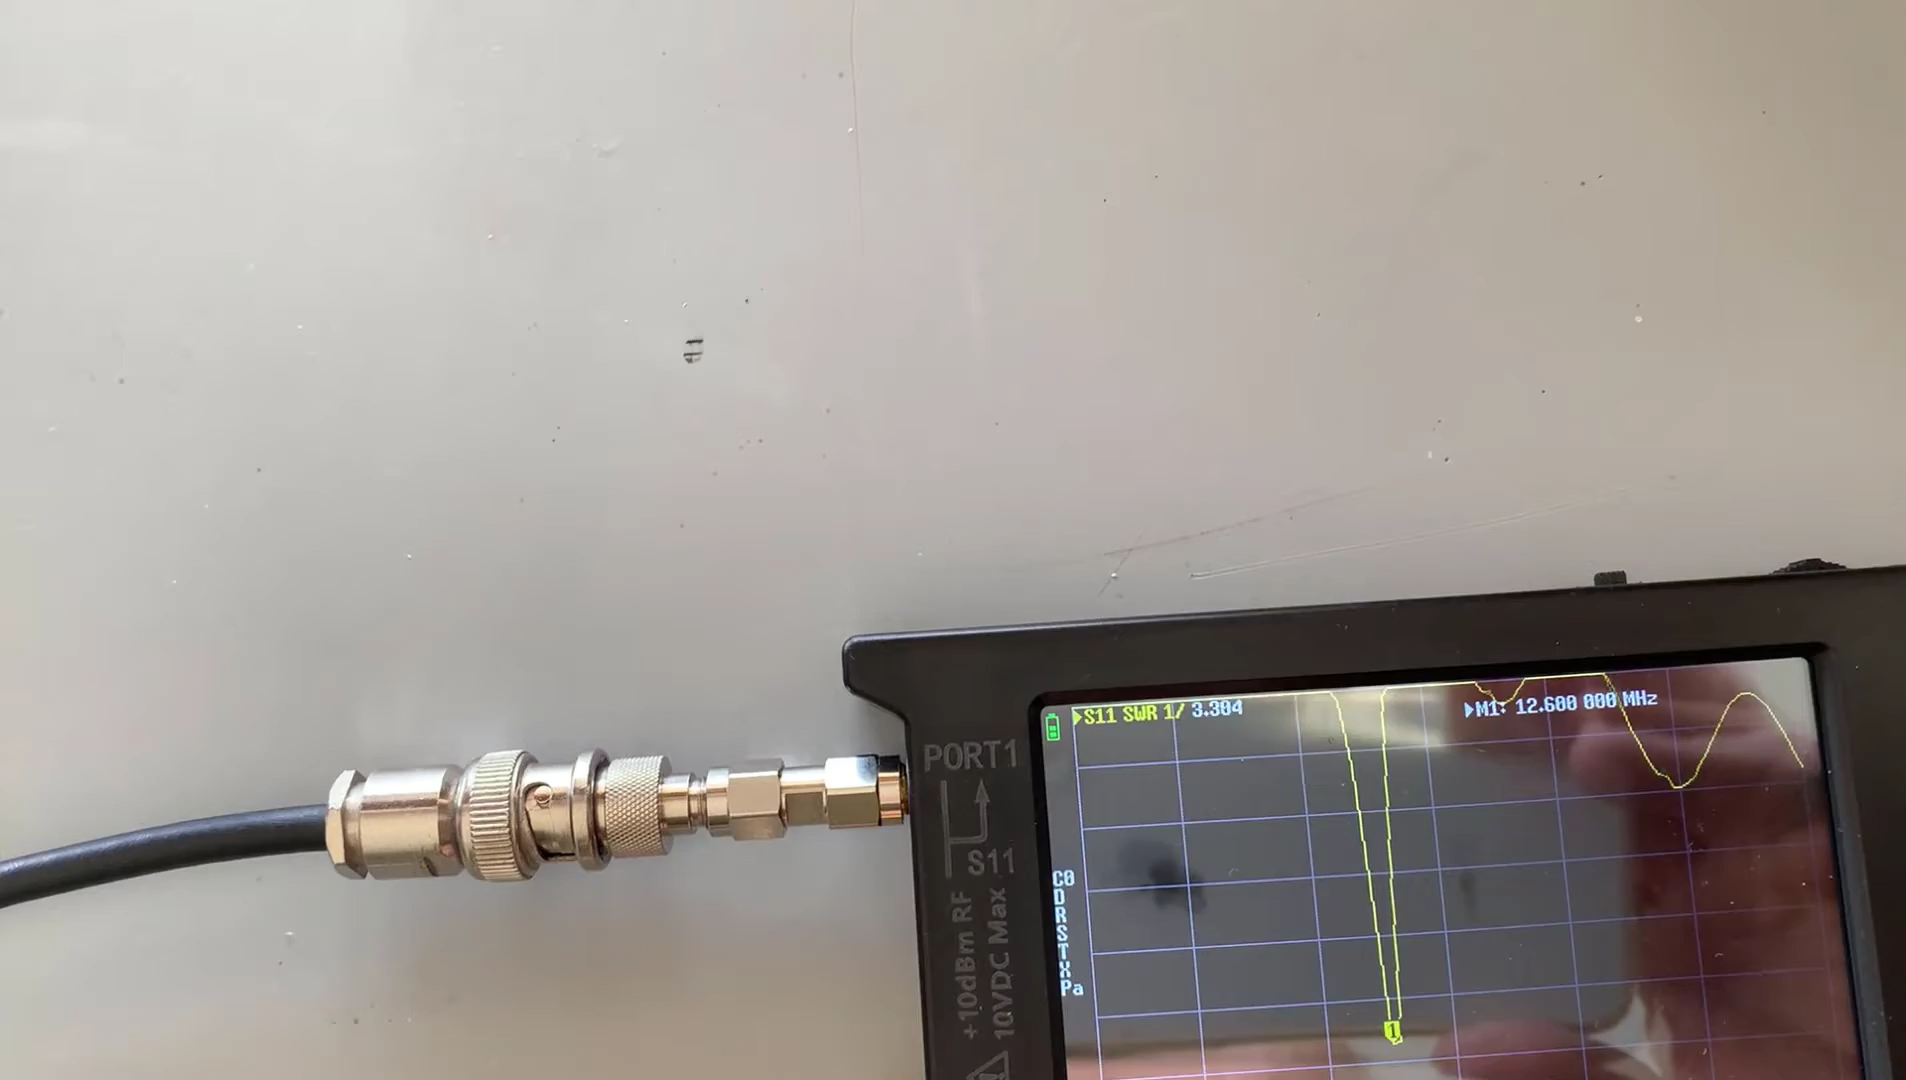 S11 SWR 1/ 3.304
M1: 12.600 000 MHz
PORT1
S11
+10dBm RF
10VDC Max
C0
D
R
S
T
X
Pa
1